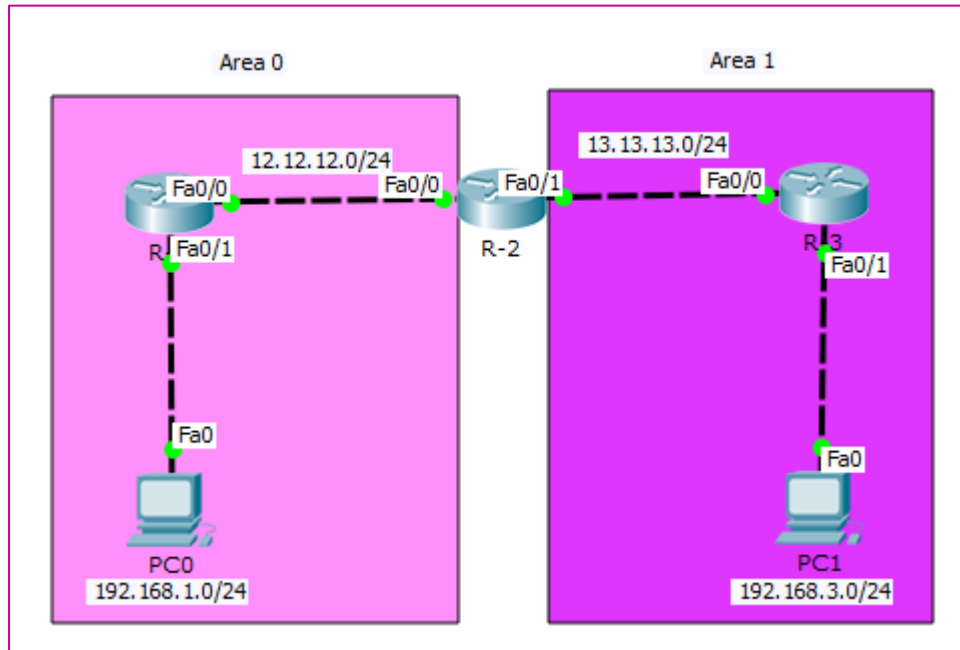 Area 0
Area 1
12.12.12.0/24
13.13.13.0/24
Fa0/0
Fa0/0
Fa0/1
Fa0/0
R-2
Fa0/1
R-3
Fa0/1
Fa0
Fa0
PC0
PC1
192.168.1.0/24
192.168.3.0/24